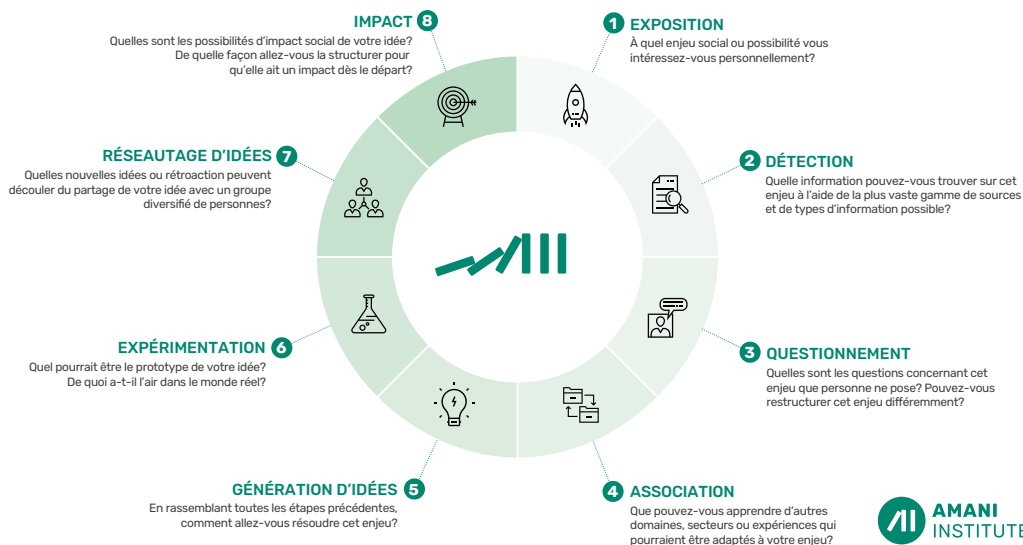 1 EXPOSITION
À quel enjeu social ou possibilité vous
intéressez-vous personnellement?
2 DÉTECTION
Quelle information pouvez-vous trouver sur cet
enjeu à l'aide de la plus vaste gamme de sources
et de types d'information possible?
3 QUESTIONNEMENT
Quelles sont les questions concernant cet
enjeu que personne ne pose? Pouvez-vous
restructurer cet enjeu différemment?
4 ASSOCIATION
Que pouvez-vous apprendre d'autres
domaines, secteurs ou expériences qui
pourraient être adaptés à votre enjeu?
GÉNÉRATION D'IDÉES 5
En rassemblant toutes les étapes précédentes,
comment allez-vous résoudre cet enjeu?
EXPÉRIMENTATION 6
Quel pourrait être le prototype de votre idée?
De quoi a-t-il l'air dans le monde réel?
RÉSEAUTAGE D'IDÉES 7
Quelles nouvelles idées ou rétroaction peuvent
découler du partage de votre idée avec un groupe
diversifié de personnes?
IMPACT 8
Quelles sont les possibilités d'impact social de votre idée?
De quelle façon allez-vous la structurer pour
qu'elle ait un impact dès le départ?
AMANI
INSTITUTE